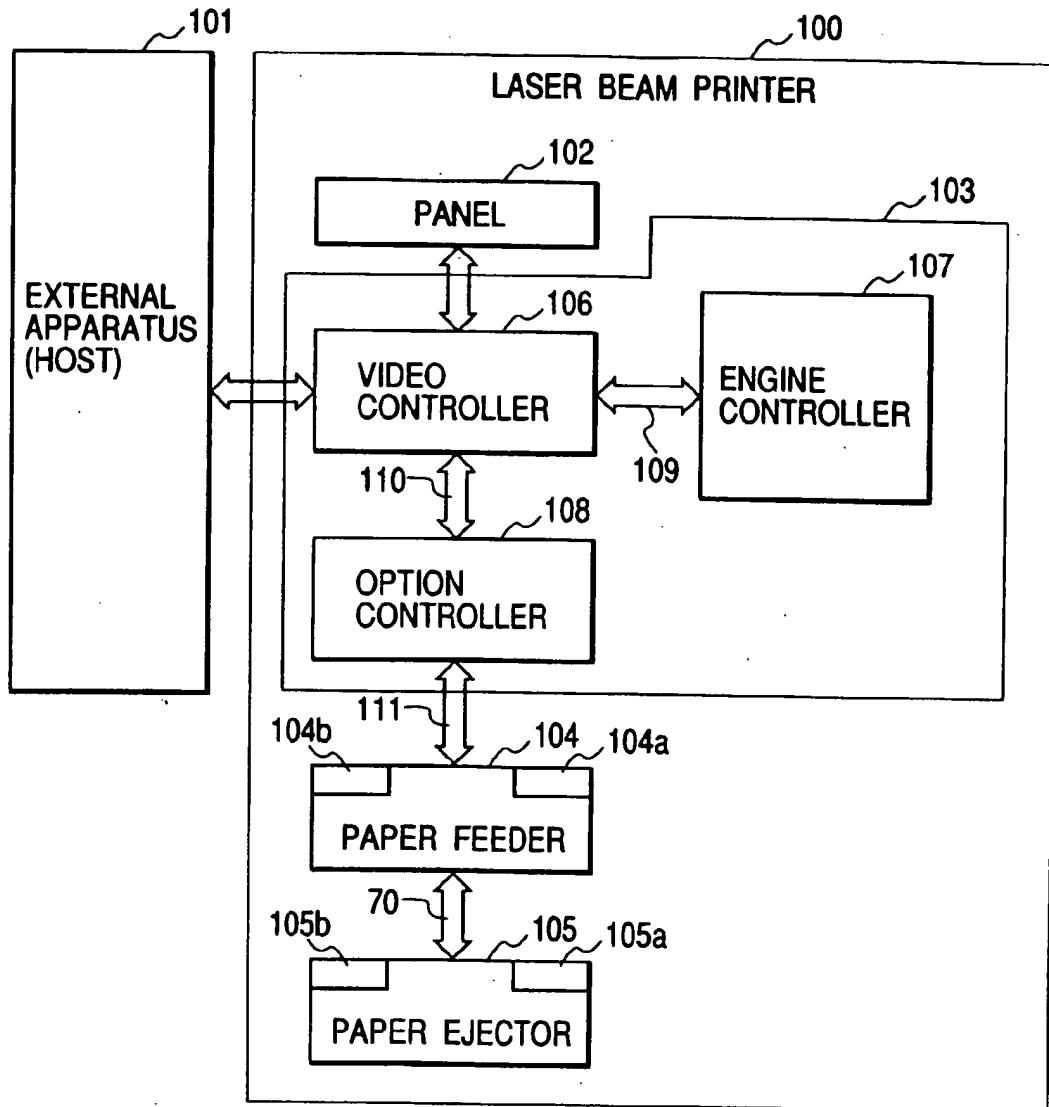 101
100
LASER BEAM PRINTER
102
PANEL
103
107
EXTERNAL
APPARATUS
(HOST)
106
VIDEO
CONTROLLER
ENGINE
CONTROLLER
109
110
108
OPTION
CONTROLLER
111
104b
104
104a
PAPER FEEDER
70
105b
105
105a
PAPER EJECTOR